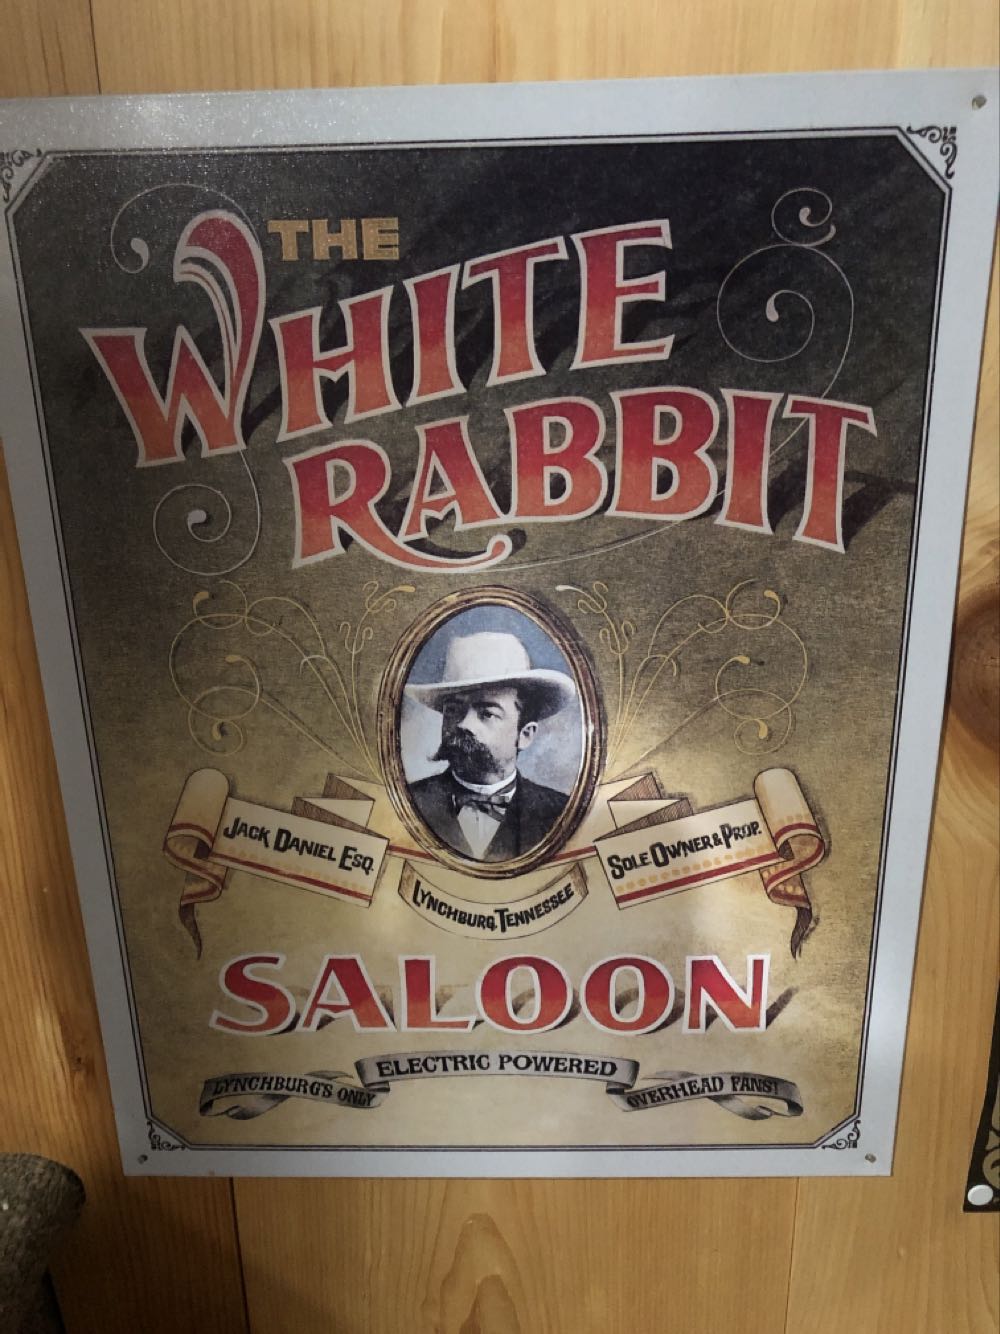 THE
WHITE
RABBIT
JACK DANIEL ESQ.
LYNCHBURG, TENNESSEE
SOLE OWNER & PROP.
SALOON
LYNCHBURG'S ONLY
ELECTRIC POWERED
OVERHEAD FANS!